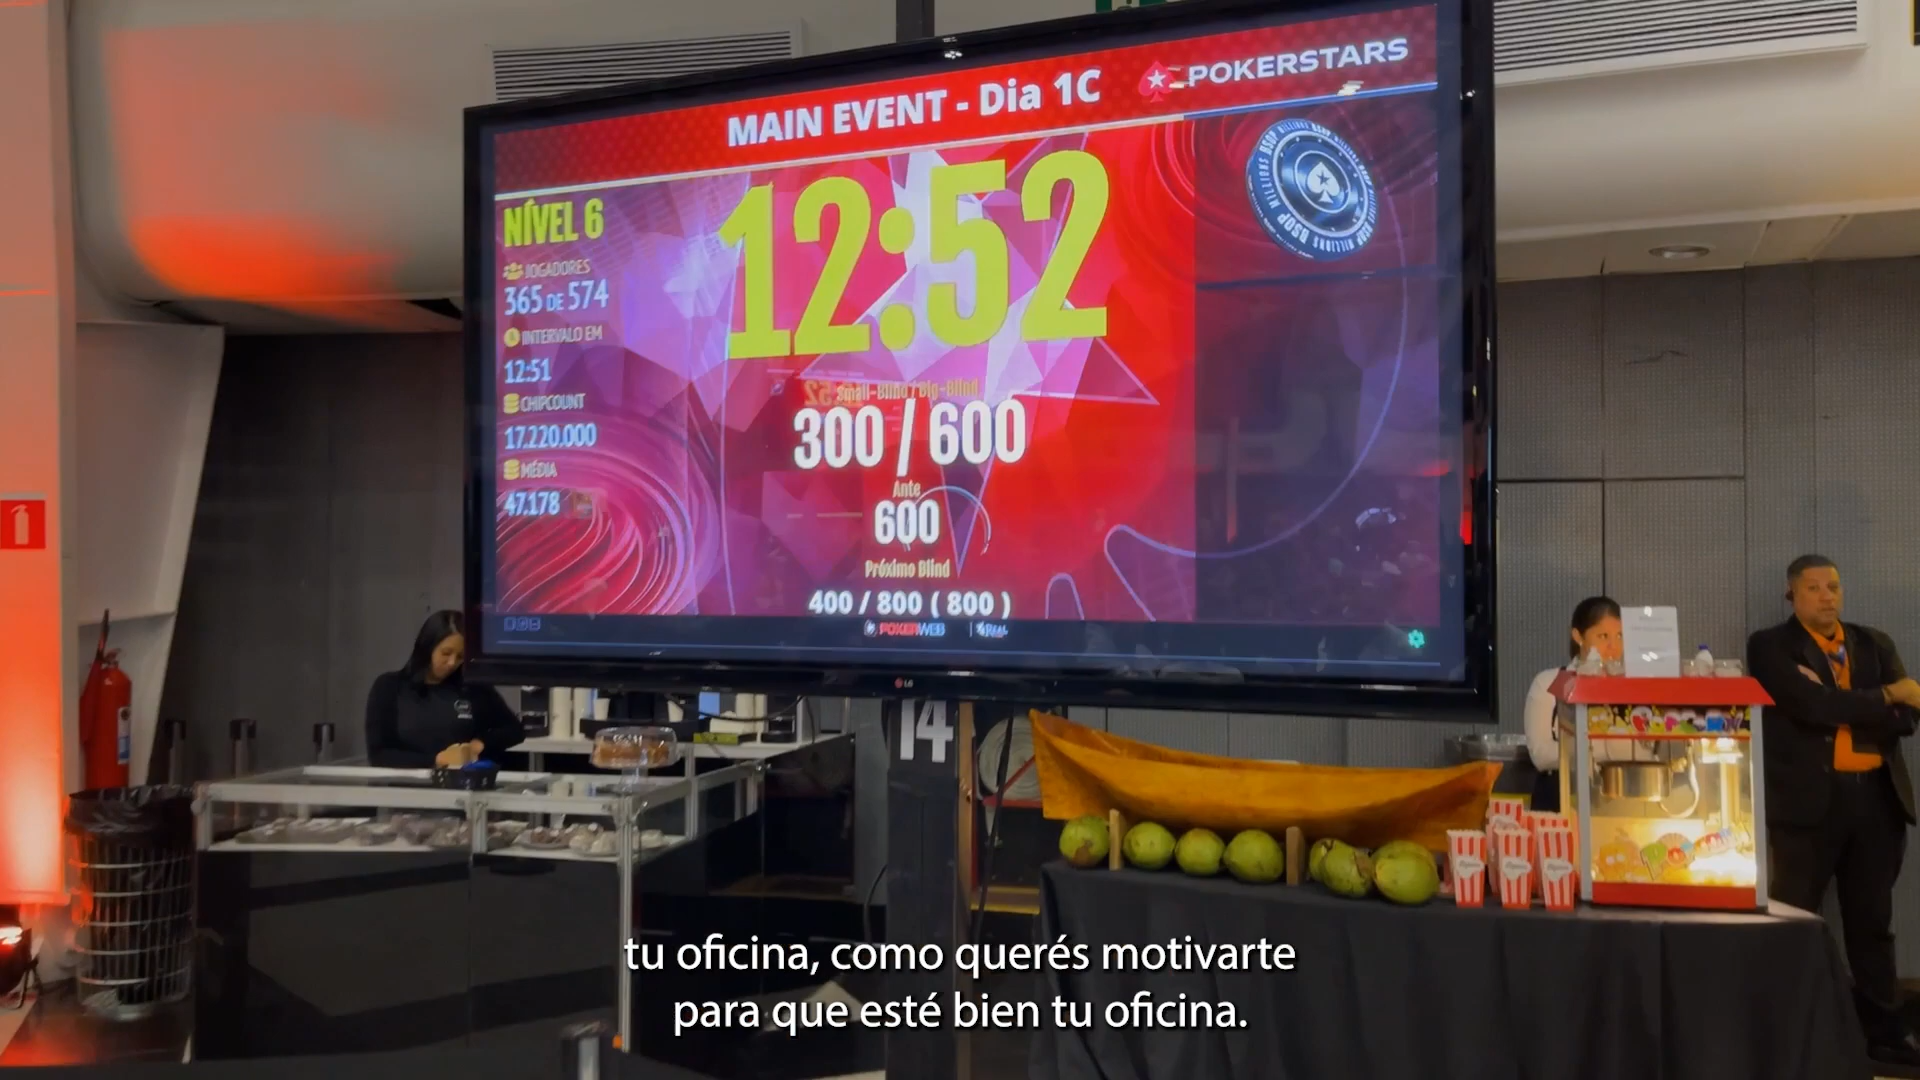 POKERSTARS
MAIN EVENT - Dia 1C
12:52
NÍVEL 6
JOGADORES
365 DE 574
INTERVALO EM
12:51
CHIPCOUNT
17.220.000
MÉDIA
47.178
Small-Blind / Big-Blind
300 / 600
Ante
600
Próximo Blind
400 / 800 ( 800 )
POKERWEB
BSOP MILLIONS
LG
14
tu oficina, como querés motivarte
para que esté bien tu oficina.